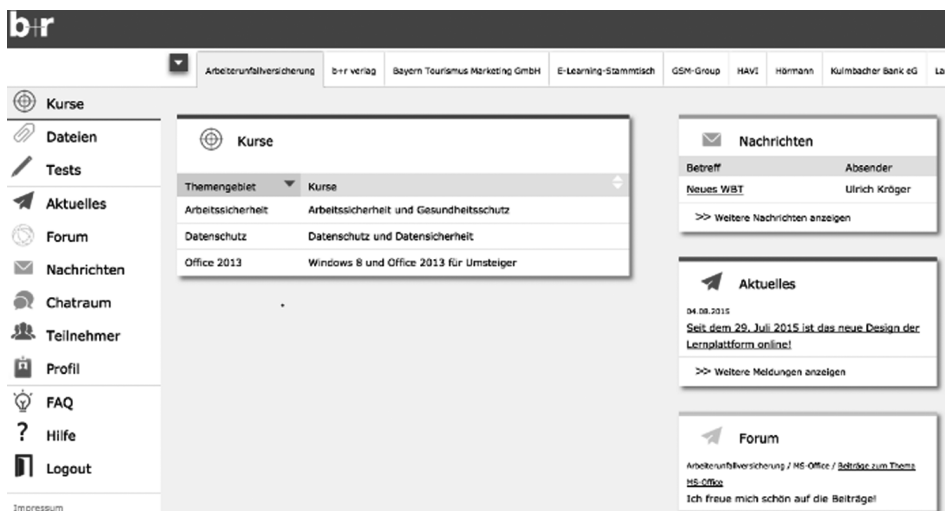 b+r
Arbeiterunfallversicherung b+r verlag Bayern Tourismus Marketing GmbH E-Learning-Stammtisch GSM-Group HAVI Hörmann Kulmbacher Bank eG La
Kurse
Dateien
Tests
Aktuelles
Forum
Nachrichten
Chatraum
Teilnehmer
Profil
FAQ
Hilfe
Logout
Impressum
Kurse
Themengebiet Kurse
Arbeitssicherheit Arbeitssicherheit und Gesundheitsschutz
Datenschutz Datenschutz und Datensicherheit
Office 2013 Windows 8 und Office 2013 für Umsteiger
Nachrichten
Betreff Absender
Neues WBT Ulrich Kröger
>> Weitere Nachrichten anzeigen
Aktuelles
04.08.2015
Seit dem 29. Juli 2015 ist das neue Design der
Lernplattform online!
>> Weitere Meldungen anzeigen
Forum
Arbeiterunfallversicherung / MS-Office / Beiträge zum Thema
MS-Office
Ich freue mich schön auf die Beiträge!